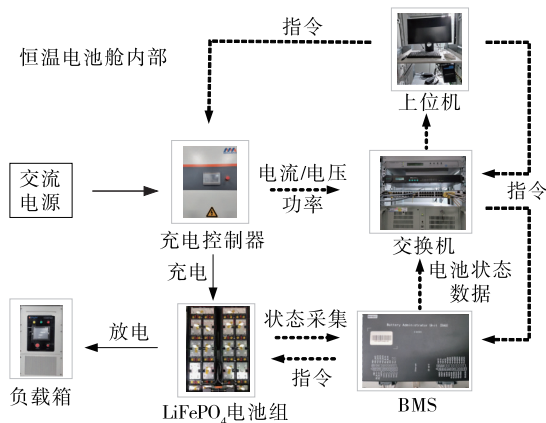 指令
恒温电池舱内部
上位机
交流
电源
电流/电压
功率
指令
充电控制器
交换机
充电
电池状态
数据
放电
状态采集
指令
负载箱
LiFePO₄电池组
BMS